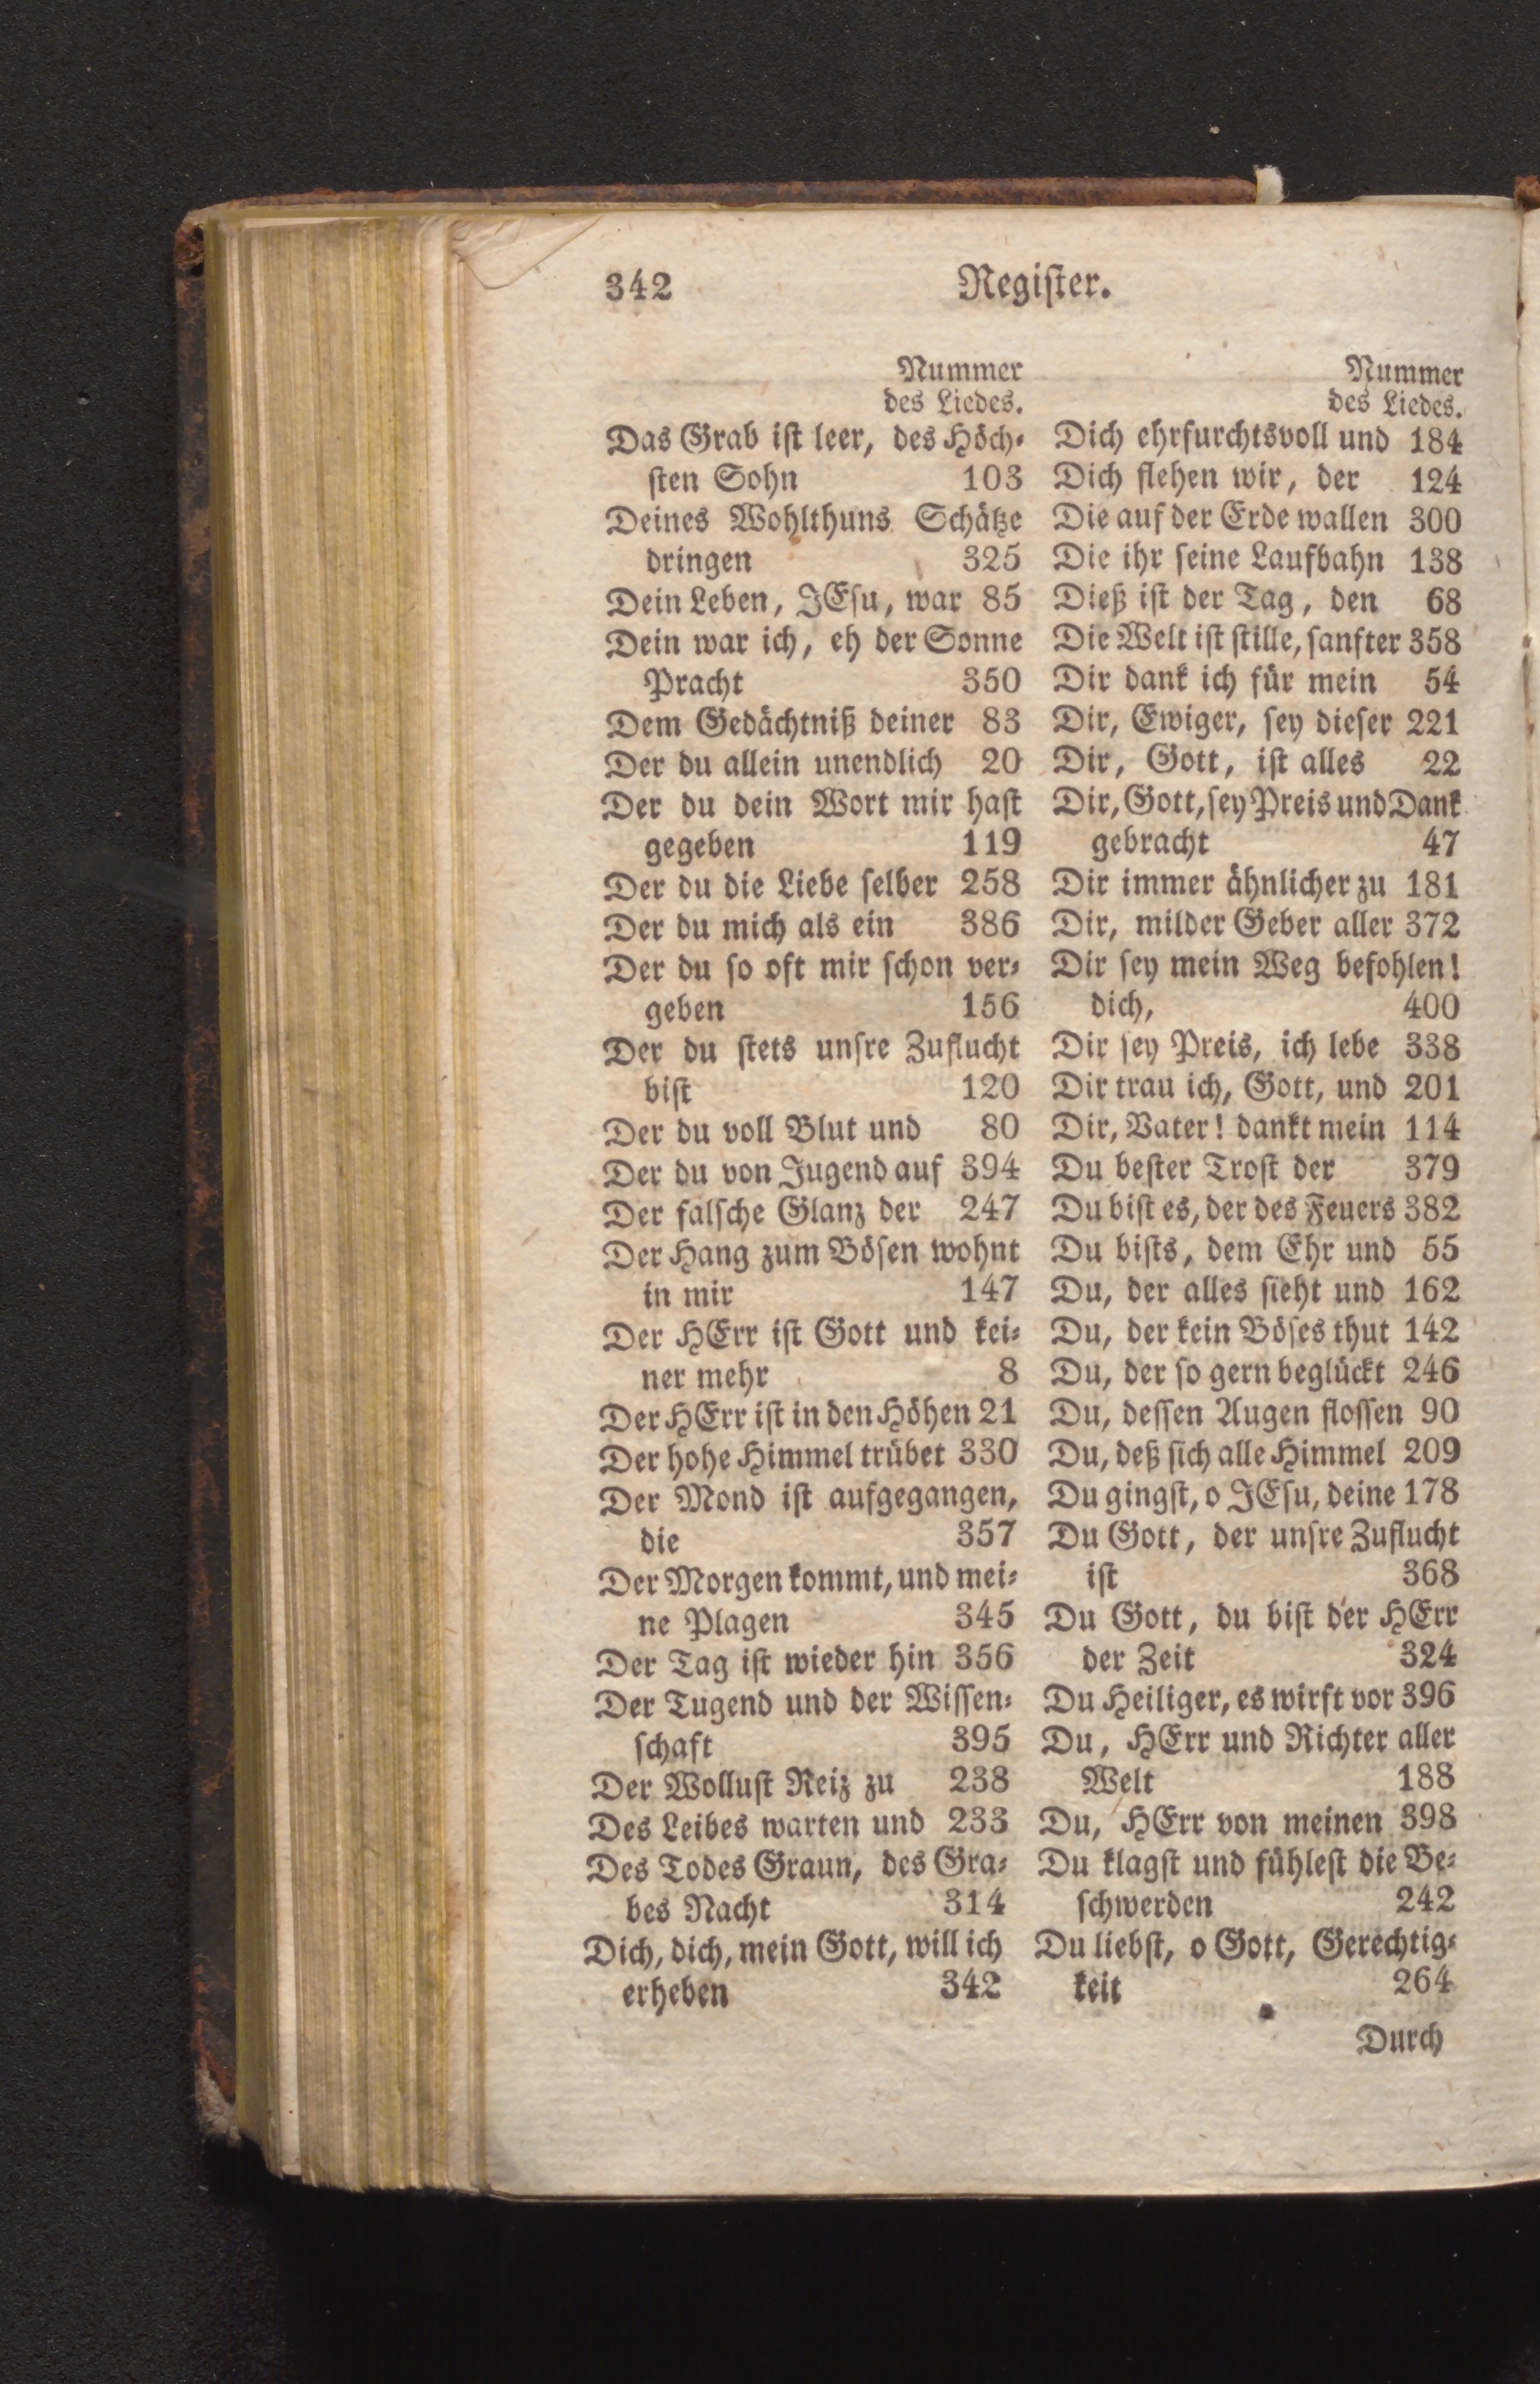 342
Regiſter.
Nummer
des Liedes.
Das Grab iſt leer, des Höch⸗
ſten Sohn 103
Deines Wohlthuns Schätze
dringen 325
Dein Leben, JEſu, war 85
Dein war ich, eh der Sonne
Pracht 350
Dem Gedächtniß deiner 83
Der du allein unendlich 20
Der du dein Wort mir haſt
gegeben 119
Der du die Liebe ſelber 258
Der du mich als ein 386
Der du ſo oft mir ſchon ver⸗
geben 156
Der du ſtets unſre Zuflucht
biſt 120
Der du voll Blut und 80
Der du von Jugend auf 394
Der falſche Glanz der 247
Der Hang zum Böſen wohnt
in mir 147
Der HErr iſt Gott und kei⸗
ner mehr 8
Der HErr iſt in den Höhen 21
Der hohe Himmel trübet 330
Der Mond iſt aufgegangen,
die 357
Der Morgen kommt, und mei⸗
ne Plagen 345
Der Tag iſt wieder hin 356
Der Tugend und der Wiſſen⸗
ſchaft 395
Der Wolluſt Reiz zu 238
Des Leibes warten und 233
Des Todes Graun, des Gra⸗
bes Nacht 314
Dich, dich, mein Gott, will ich
erheben 342
Nummer
des Liedes.
Dich ehrfurchtsvoll und 184
Dich flehen wir, der 124
Die auf der Erde wallen 300
Die ihr ſeine Laufbahn 138
Dieß iſt der Tag, den 68
Die Welt iſt ſtille, ſanfter 358
Dir dank ich für mein 54
Dir, Ewiger, ſey dieſer 221
Dir, Gott, iſt alles 22
Dir, Gott, ſey Preis und Dank
gebracht 47
Dir immer ähnlicher zu 181
Dir, milder Geber aller 372
Dir ſey mein Weg befohlen!
dich, 400
Dir ſey Preis, ich lebe 338
Dir trau ich, Gott, und 201
Dir, Vater! dankt mein 114
Du beſter Troſt der 379
Du biſt es, der des Feuers 382
Du biſts, dem Ehr und 55
Du, der alles ſieht und 162
Du, der kein Böſes thut 142
Du, der ſo gern beglückt 246
Du, deſſen Augen floſſen 90
Du, deß ſich alle Himmel 209
Du gingſt, o JEſu, deine 178
Du Gott, der unſre Zuflucht
iſt 368
Du Gott, du biſt der HErr
der Zeit 324
Du Heiliger, es wirft vor 396
Du, HErr und Richter aller
Welt 188
Du, HErr von meinen 398
Du klagſt und fühleſt die Be⸗
ſchwerden 242
Du liebſt, o Gott, Gerechtig⸗
keit 264
Durch